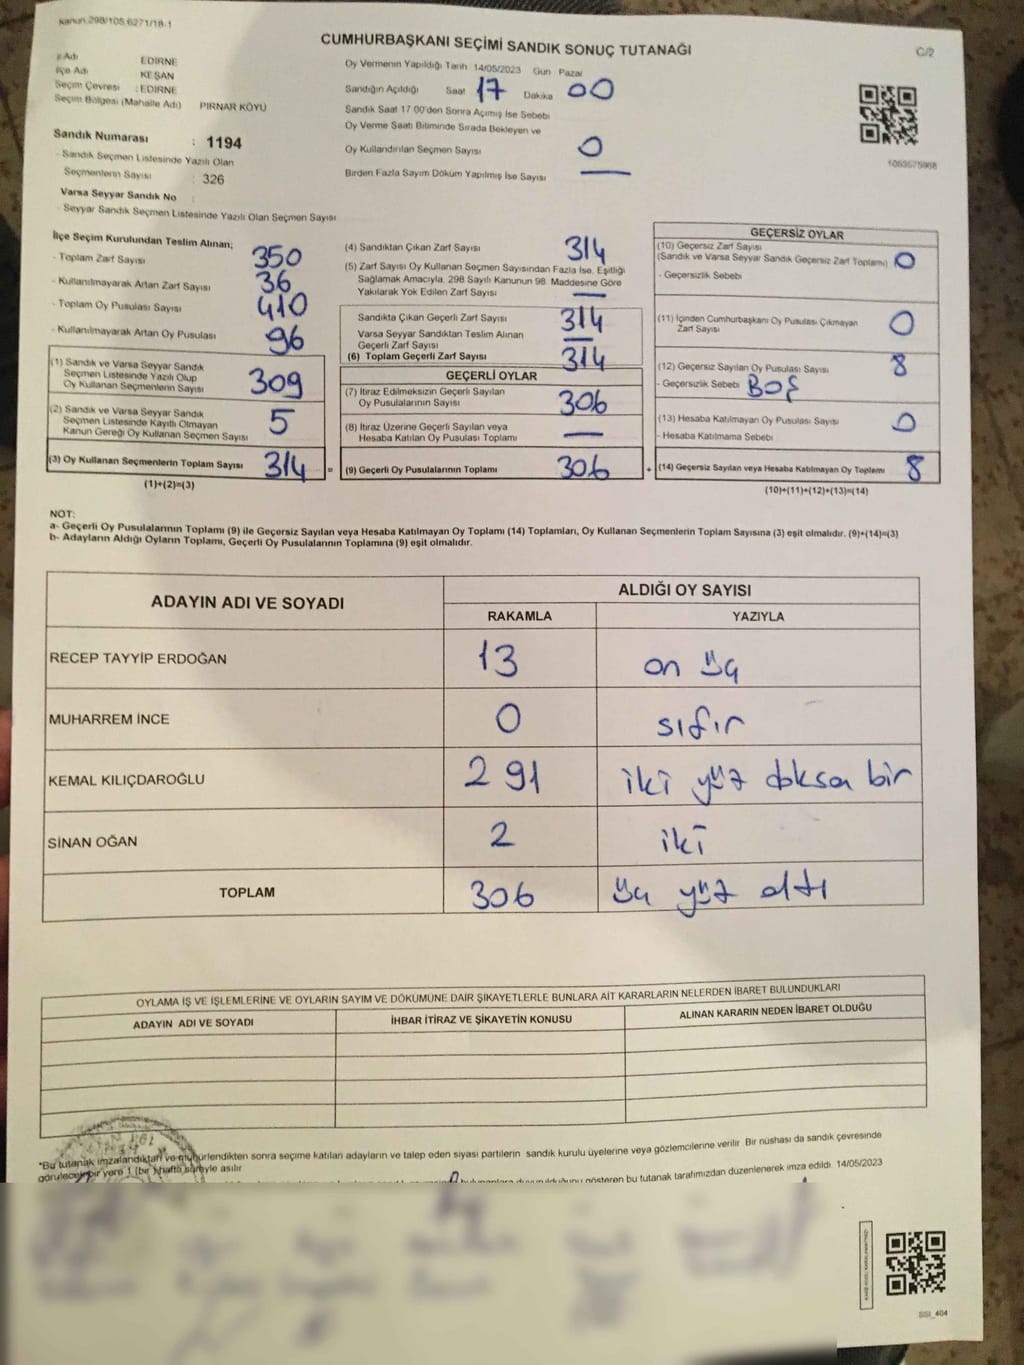 Kanun.298/105.6271/18-1
CUMHURBAŞKANI SEÇİMİ SANDIK SONUÇ TUTANAĞI
C/2
İl Adı EDİRNE
İlçe Adı KEŞAN
Seçim Çevresi : EDİRNE
Seçim Bölgesi (Mahalle Adı) PIRNAR KÖYÜ
Oy Vermenin Yapıldığı Tarih 14/05/2023 Gün Pazar
Sandığın Açıldığı Saat 17 Dakika 00
Sandık Saat 17.00'den Sonra Açımış İse Sebebi
Oy Verme Saati Bitiminde Sırada Bekleyen ve
Oy Kullandırılan Seçmen Sayısı 0
Birden Fazla Sayım Döküm Yapılmış İse Sayısı —
Sandık Numarası : 1194
- Sandık Seçmen Listesinde Yazılı Olan
Seçmenlerin Sayısı : 326
Varsa Seyyar Sandık No
- Seyyar Sandık Seçmen Listesinde Yazılı Olan Seçmen Sayısı
İlçe Seçim Kurulundan Teslim Alınan;
- Toplam Zarf Sayısı 350
- Kullanılmayarak Artan Zarf Sayısı 36
- Toplam Oy Pusulası Sayısı 410
- Kullanılmayarak Artan Oy Pusulası 96
(1) Sandık ve Varsa Seyyar Sandık
Seçmen Listesinde Yazılı Olup
Oy Kullanan Seçmenlerin Sayısı 309
(2) Sandık ve Varsa Seyyar Sandık
Seçmen Listesinde Kayıtlı Olmayan
Kanun Gereği Oy Kullanan Seçmen Sayısı 5
(3) Oy Kullanan Seçmenlerin Toplam Sayısı 314 =
(1)+(2)=(3)
(4) Sandıktan Çıkan Zarf Sayısı 314
(5) Zarf Sayısı Oy Kullanan Seçmen Sayısından Fazla İse, Eşitliği
Sağlamak Amacıyla, 298 Sayılı Kanunun 98. Maddesine Göre
Yakılarak Yok Edilen Zarf Sayısı —
Sandıkta Çıkan Geçerli Zarf Sayısı 314
Varsa Seyyar Sandıktan Teslim Alınan
Geçerli Zarf Sayısı —
(6) Toplam Geçerli Zarf Sayısı 314
GEÇERLİ OYLAR
(7) İtiraz Edilmeksizin Geçerli Sayılan
Oy Pusulalarının Sayısı 306
(8) İtiraz Üzerine Geçerli Sayılan veya
Hesaba Katılan Oy Pusulası Toplamı —
(9) Geçerli Oy Pusulalarının Toplamı 306 +
GEÇERSİZ OYLAR
(10) Geçersiz Zarf Sayısı
(Sandık ve Varsa Seyyar Sandık Geçersiz Zarf Toplamı) 0
- Geçersizlik Sebebi
(11) İçinden Cumhurbaşkanı Oy Pusulası Çıkmayan
Zarf Sayısı 0
(12) Geçersiz Sayılan Oy Pusulası Sayısı 8
- Geçersizlik Sebebi BOŞ
(13) Hesaba Katılmayan Oy Pusulası Sayısı 0
- Hesaba Katılmama Sebebi
(14) Geçersiz Sayılan veya Hesaba Katılmayan Oy Toplamı 8
(10)+(11)+(12)+(13)=(14)
NOT:
a- Geçerli Oy Pusulalarının Toplamı (9) ile Geçersiz Sayılan veya Hesaba Katılmayan Oy Toplamı (14) Toplamları, Oy Kullanan Seçmenlerin Toplam Sayısına (3) eşit olmalıdır. (9)+(14)=(3)
b- Adayların Aldığı Oyların Toplamı, Geçerli Oy Pusulalarının Toplamına (9) eşit olmalıdır.
ADAYIN ADI VE SOYADI
ALDIĞI OY SAYISI
RAKAMLA YAZIYLA
RECEP TAYYİP ERDOĞAN 13 on üç
MUHARREM İNCE 0 sıfır
KEMAL KILIÇDAROĞLU 291 iki yüz doksan bir
SİNAN OĞAN 2 iki
TOPLAM 306 üç yüz altı
OYLAMA İŞ VE İŞLEMLERİNE VE OYLARIN SAYIM VE DÖKÜMÜNE DAİR ŞİKAYETLERLE BUNLARA AİT KARARLARIN NELERDEN İBARET BULUNDUKLARI
ADAYIN ADI VE SOYADI İHBAR İTİRAZ VE ŞİKAYETİN KONUSU ALINAN KARARIN NEDEN İBARET OLDUĞU
*Bu tutanak imzalandıktan ve mühürlendikten sonra seçime katılan adayların ve talep eden siyasi partilerin sandık kurulu üyelerine veya gözlemcilerine verilir. Bir nüshası da sandık çevresinde
görülecek bir yere 1 (bir ) hafta süreyle asılır
gösteren bu tutanak tarafımızdan düzenlenerek imza edildi. 14/05/2023
SSI_404